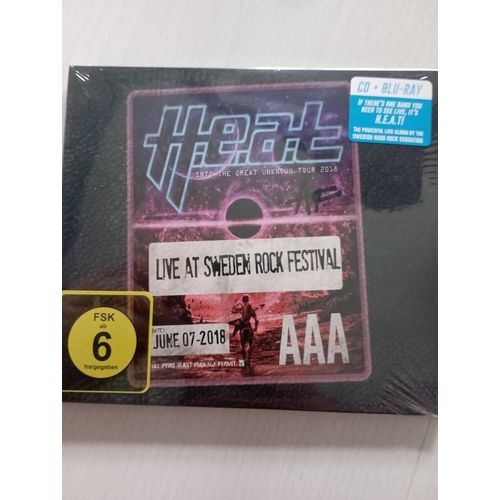 CD + BLU-RAY
IF THERE'S ONE BAND YOU
NEED TO SEE LIVE, IT'S
H.E.A.T!
THE POWERFUL LIVE ALBUM BY THE
SWEDISH HARD ROCK SENSATION
H.e.a.t
INTO THE GREAT UNKNOWN TOUR 2018
AF
LIVE AT SWEDEN ROCK FESTIVAL
DATE:
JUNE 07-2018
AAA
FSK
ab
6
freigegeben